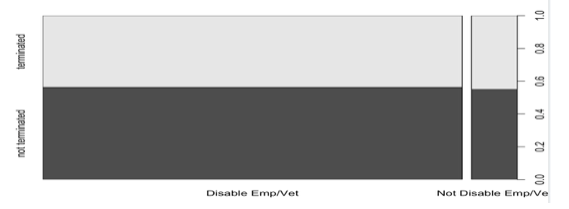 terminated
not terminated
1.0
0.8
0.6
0.4
0.2
0.0
Disable Emp/Vet
Not Disable Emp/Ve